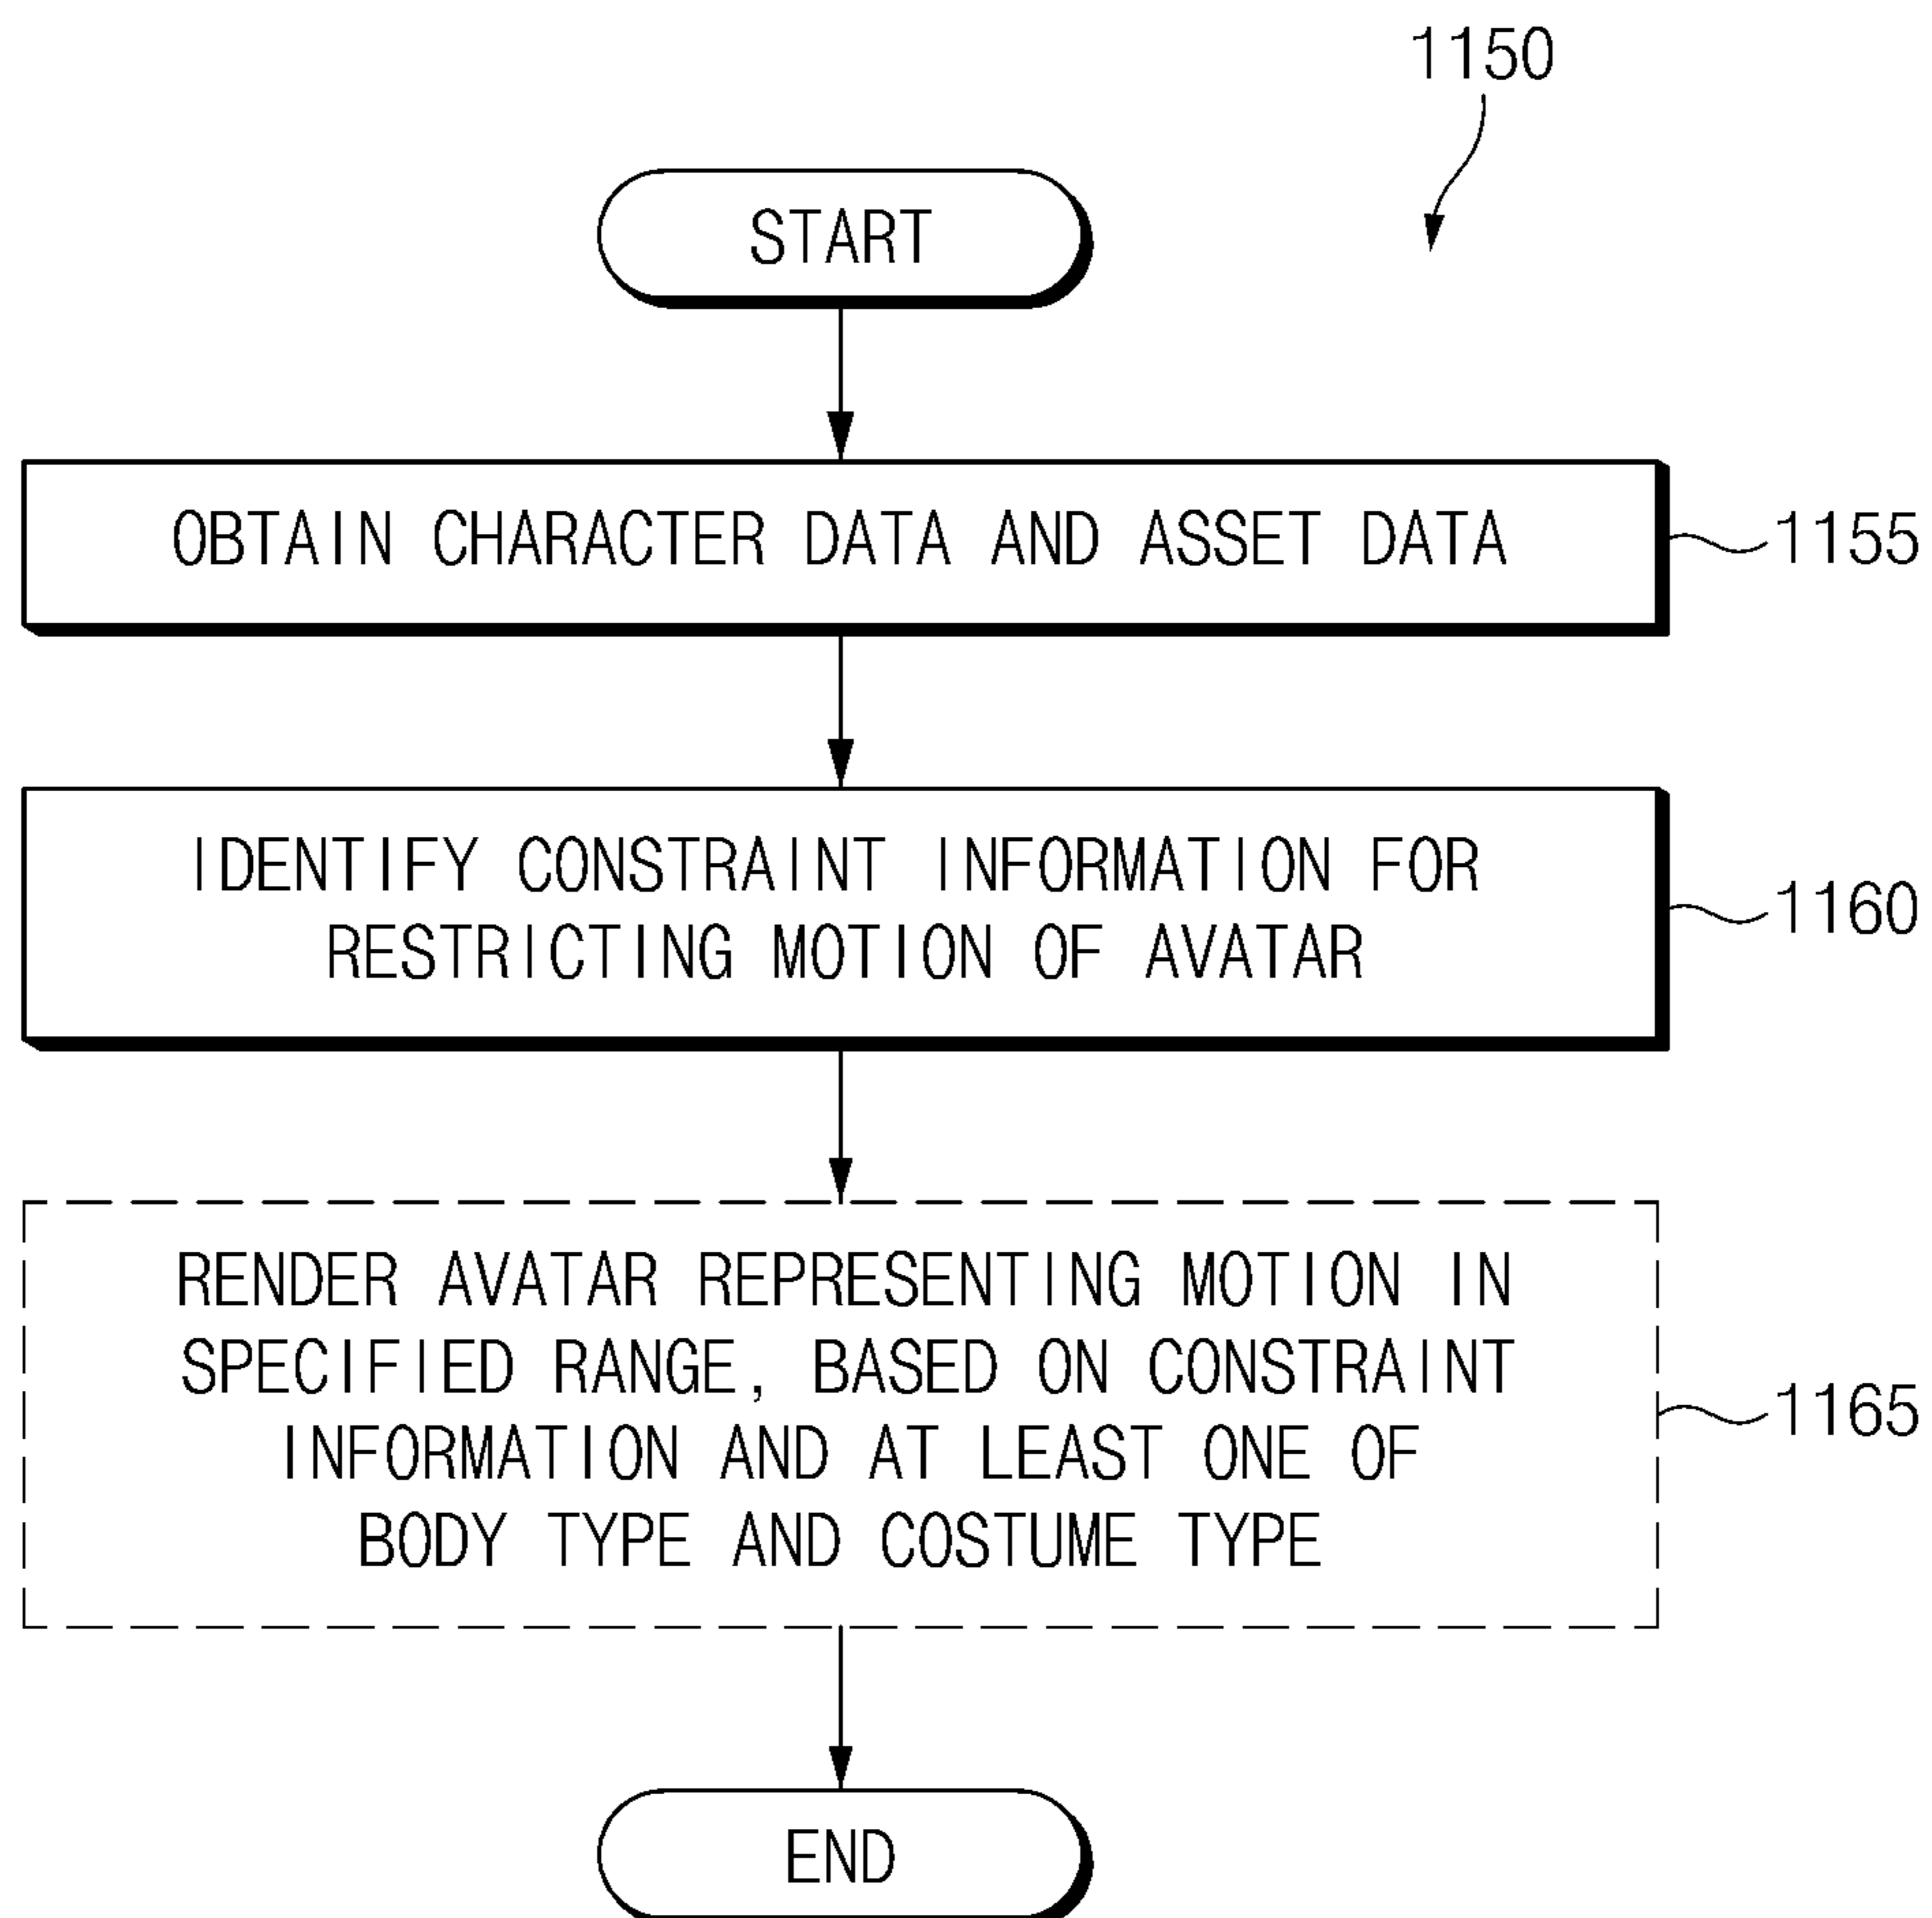 1150
START
OBTAIN CHARACTER DATA AND ASSET DATA
1155
IDENTIFY CONSTRAINT INFORMATION FOR
RESTRICTING MOTION OF AVATAR
1160
RENDER AVATAR REPRESENTING MOTION IN
SPECIFIED RANGE, BASED ON CONSTRAINT
INFORMATION AND AT LEAST ONE OF
BODY TYPE AND COSTUME TYPE
1165
END